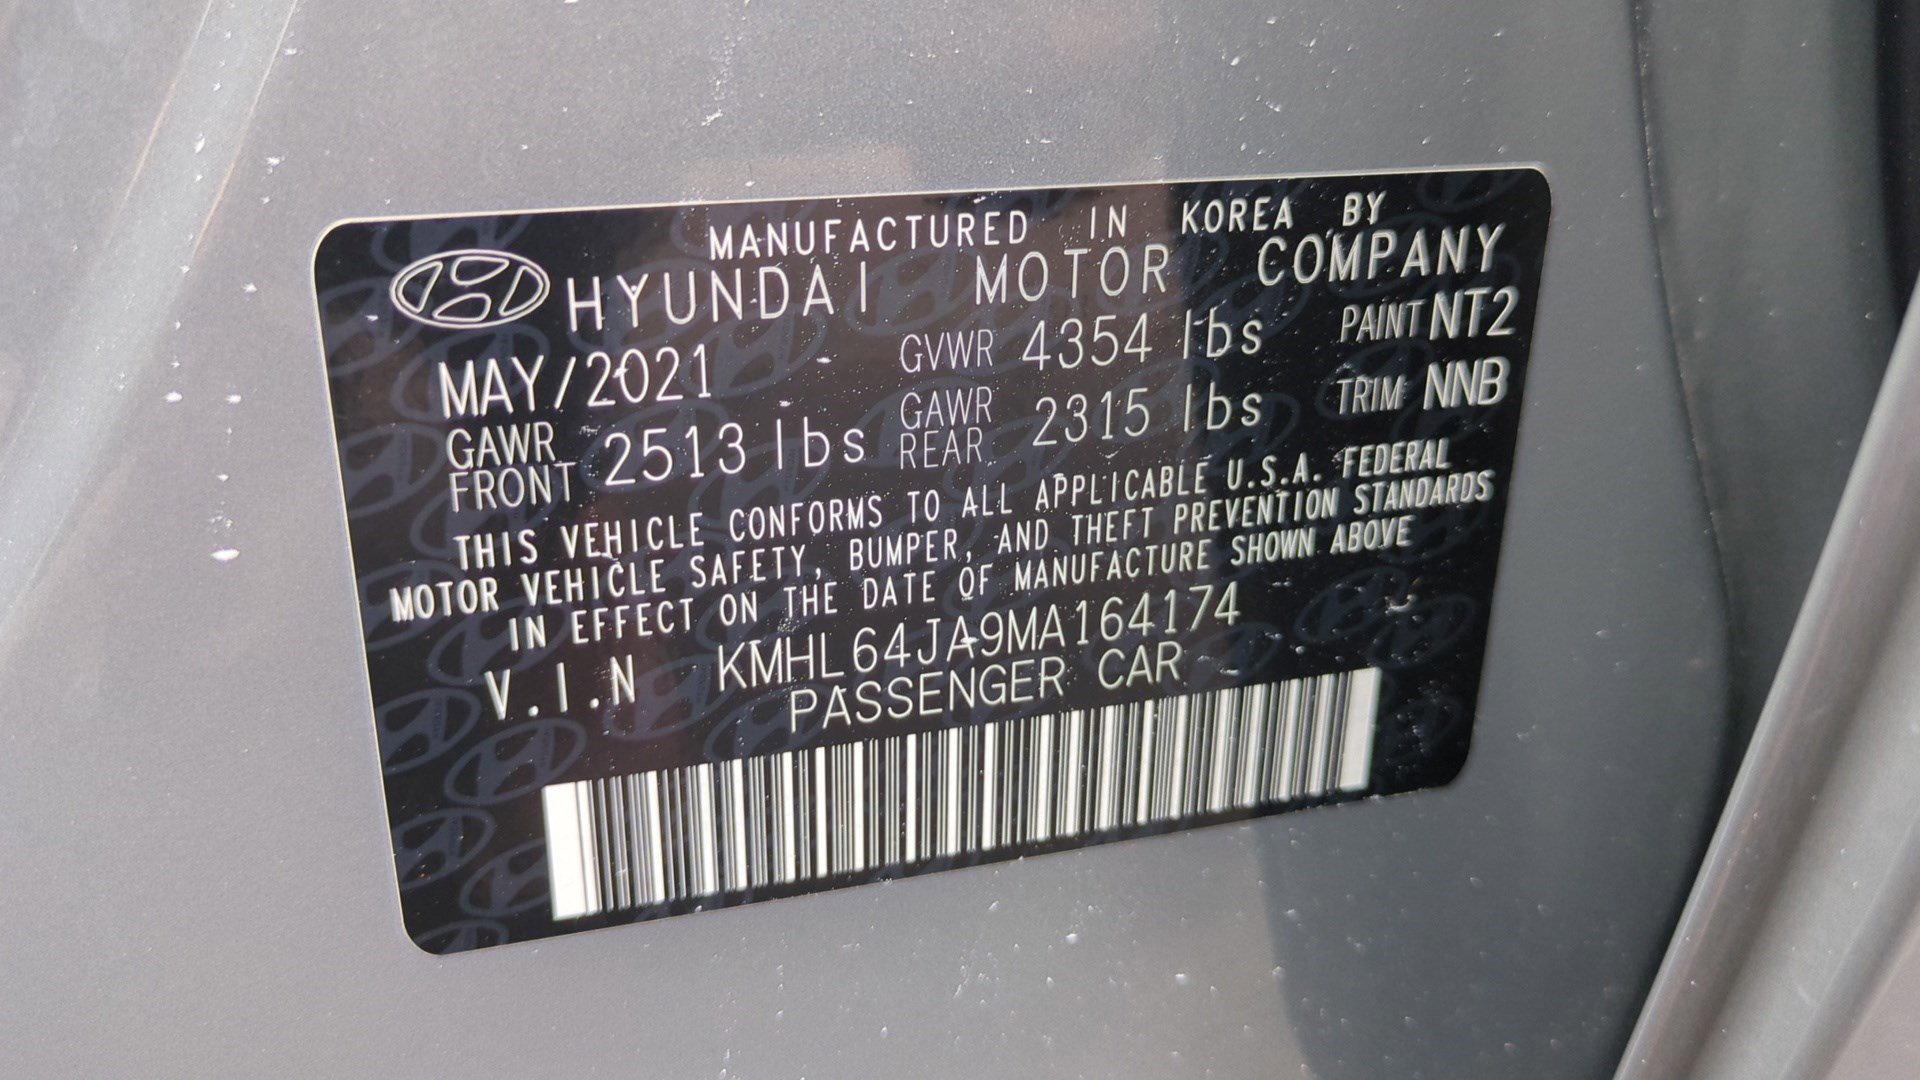 MANUFACTURED IN KOREA BY
HYUNDAI MOTOR COMPANY
MAY/2021 GVWR 4354 lbs PAINT NT2
GAWR FRONT 2513 lbs GAWR REAR 2315 lbs TRIM NNB
THIS VEHICLE CONFORMS TO ALL APPLICABLE U.S.A. FEDERAL
MOTOR VEHICLE SAFETY, BUMPER, AND THEFT PREVENTION STANDARDS
IN EFFECT ON THE DATE OF MANUFACTURE SHOWN ABOVE
V.I.N KMHL64JA9MA164174
PASSENGER CAR